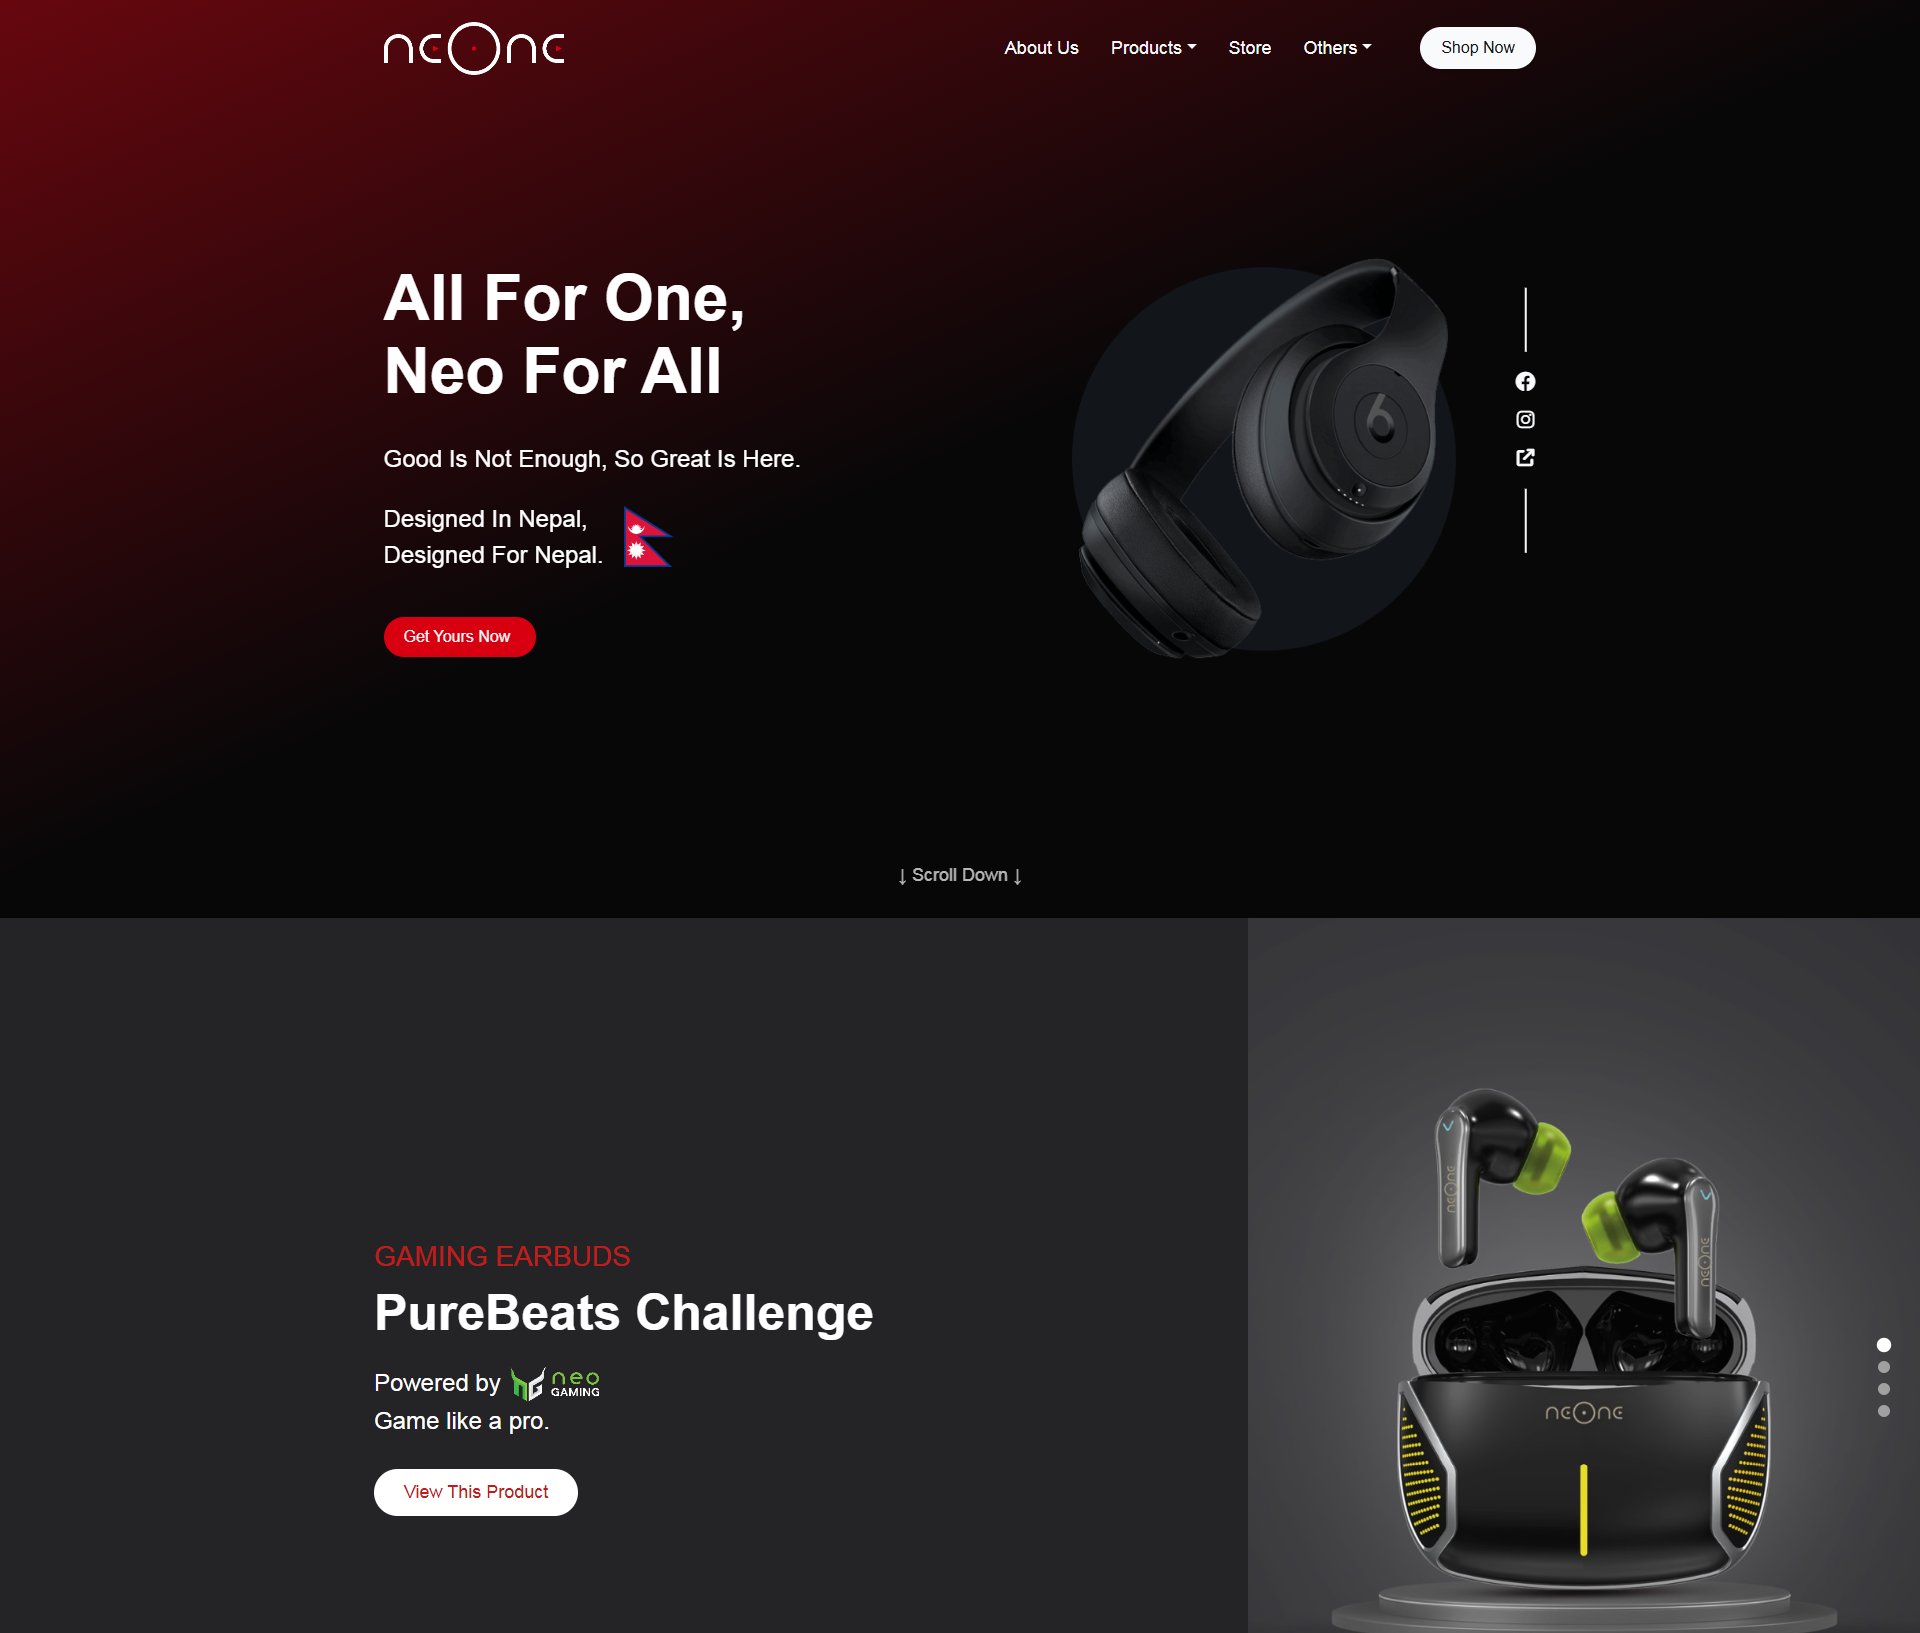 neone
About Us Products Store Others Shop Now
All For One,
Neo For All
Good Is Not Enough, So Great Is Here.
Designed In Nepal,
Designed For Nepal.
Get Yours Now
↓ Scroll Down ↓
GAMING EARBUDS
PureBeats Challenge
Powered by neo GAMING
Game like a pro.
View This Product
neone
neone
neone